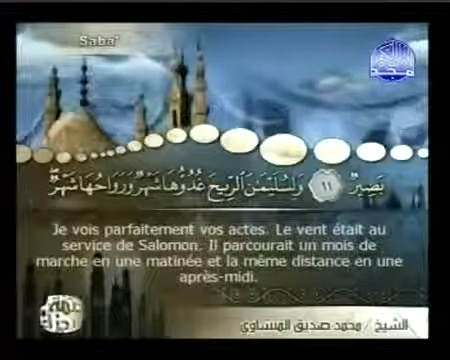 Saba'
المجد
بَصِيرٌ ١١ وَلِسُلَيْمَٰنَ ٱلرِّيحَ غُدُوُّهَا شَهْرٌ وَرَوَاحُهَا شَهْرٌ
Je vois parfaitement vos actes. Le vent était au
service de Salomon. Il parcourait un mois de
marche en une matinée et la même distance en une
après-midi.
الشيخ / محمد صديق المنشاوي